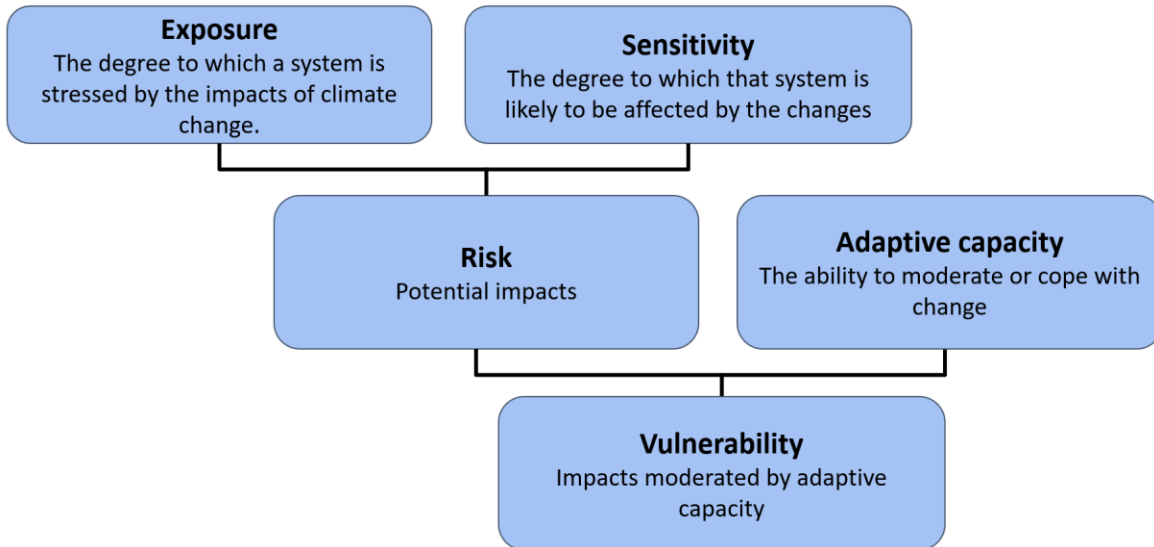 Exposure
The degree to which a system is
stressed by the impacts of climate
change.
Sensitivity
The degree to which that system is
likely to be affected by the changes
Risk
Potential impacts
Adaptive capacity
The ability to moderate or cope with
change
Vulnerability
Impacts moderated by adaptive
capacity